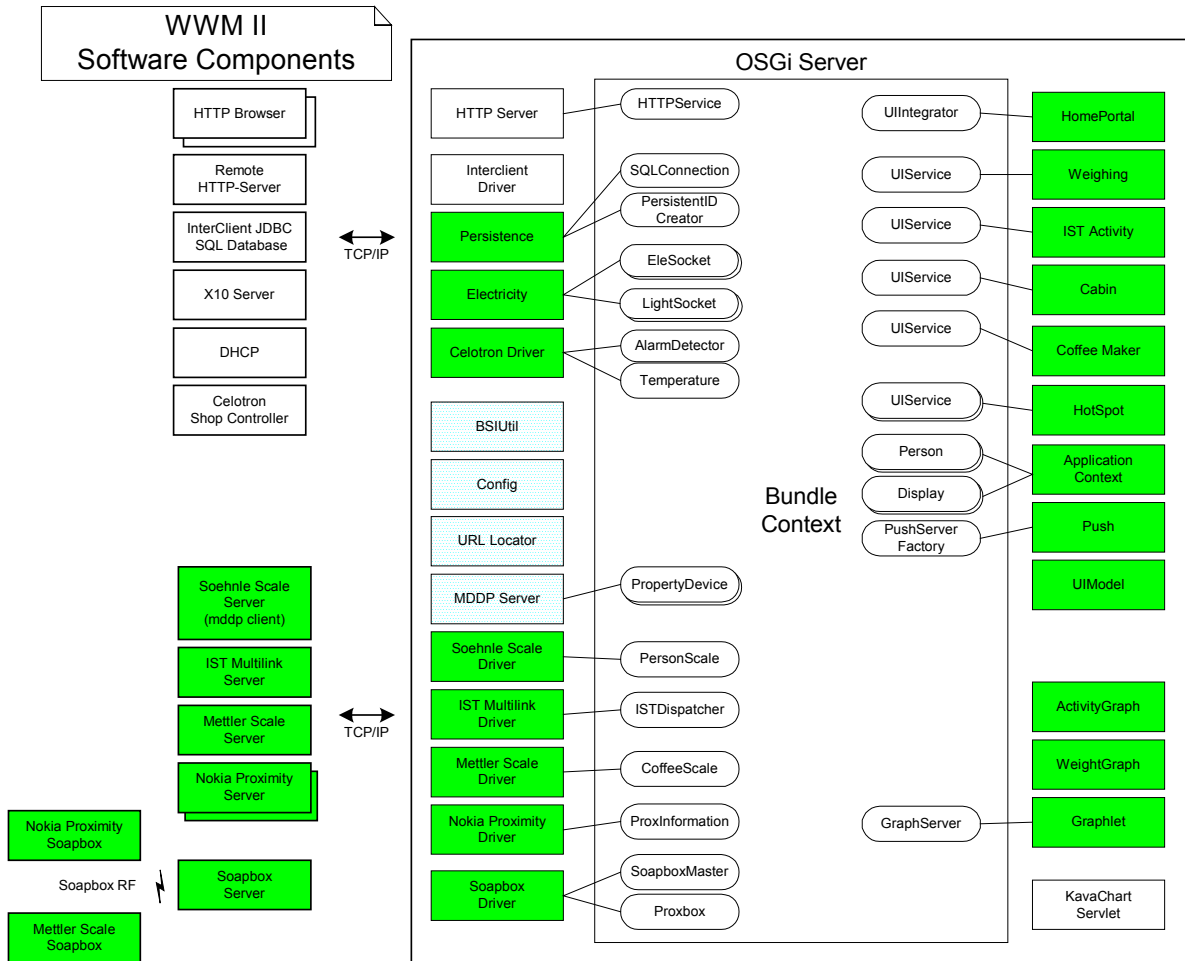 WWM II
Software Components
HTTP Browser
Remote
HTTP-Server
InterClient JDBC
SQL Database
X10 Server
DHCP
Celotron
Shop Controller
TCP/IP
Soehnle Scale
Server
(mddp client)
IST Multilink
Server
Mettler Scale
Server
Nokia Proximity
Server
TCP/IP
Nokia Proximity
Soapbox
Soapbox RF
Soapbox
Server
Mettler Scale
Soapbox
OSGi Server
HTTP Server
Interclient
Driver
Persistence
Electricity
Celotron Driver
BSIUtil
Config
URL Locator
MDDP Server
Soehnle Scale
Driver
IST Multilink
Driver
Mettler Scale
Driver
Nokia Proximity
Driver
Soapbox
Driver
HTTPService
SQLConnection
PersistentID
Creator
EleSocket
LightSocket
AlarmDetector
Temperature
PropertyDevice
PersonScale
ISTDispatcher
CoffeeScale
ProxInformation
SoapboxMaster
Proxbox
Bundle
Context
UIIntegrator
UIService
UIService
UIService
UIService
UIService
Person
Display
PushServer
Factory
GraphServer
HomePortal
Weighing
IST Activity
Cabin
Coffee Maker
HotSpot
Application
Context
Push
UIModel
ActivityGraph
WeightGraph
Graphlet
KavaChart
Servlet